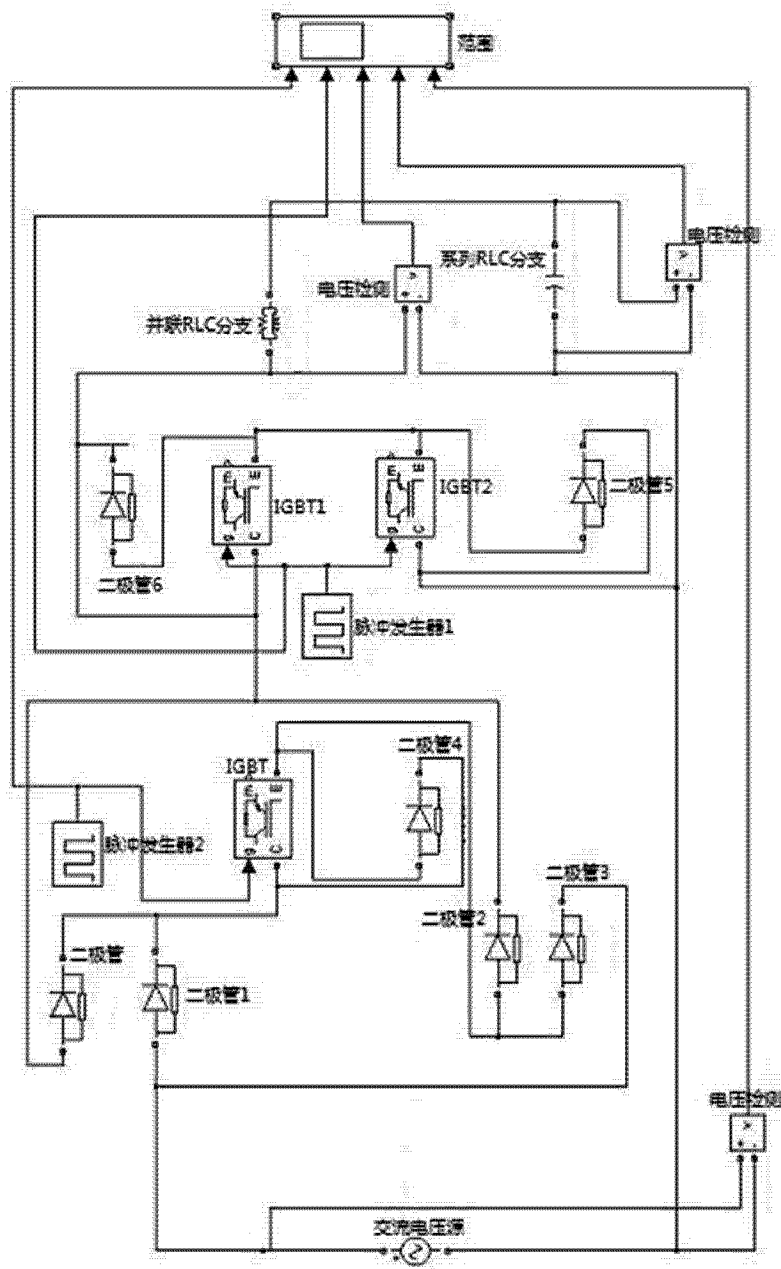 范围
电压检测
系列RLC分支
电压检测
并联RLC分支
E
E
g
C
IGBT1
E
E
g
C
IGBT2
二极管5
二极管6
脉冲发生器1
二极管4
IGBT
E
E
g
C
脉冲发生器2
二极管3
二极管2
二极管
二极管1
电压检测
交流电压源